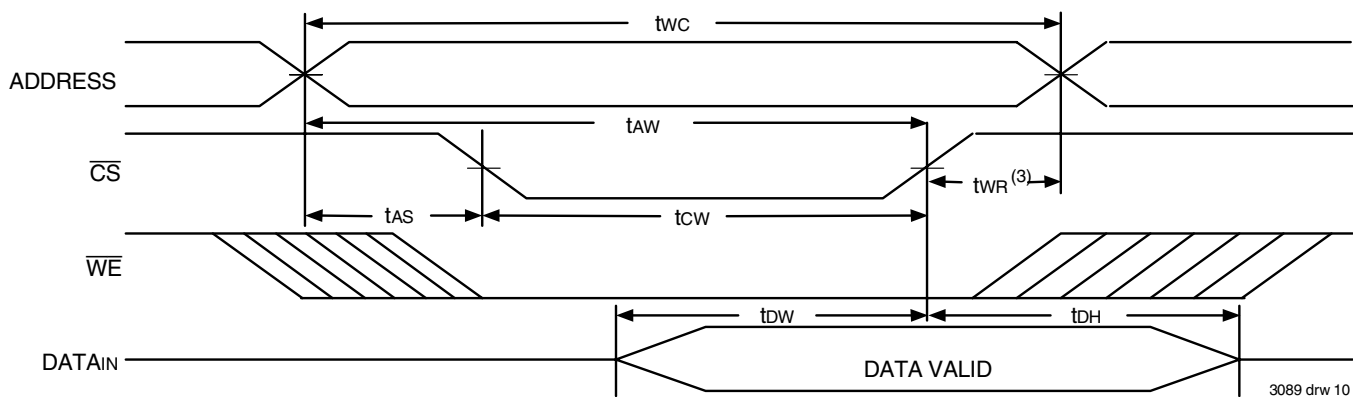 tWC
ADDRESS
tAW
CS
tWR (3)
tAS
tCW
WE
tDW
tDH
DATAIN
DATA VALID
3089 drw 10